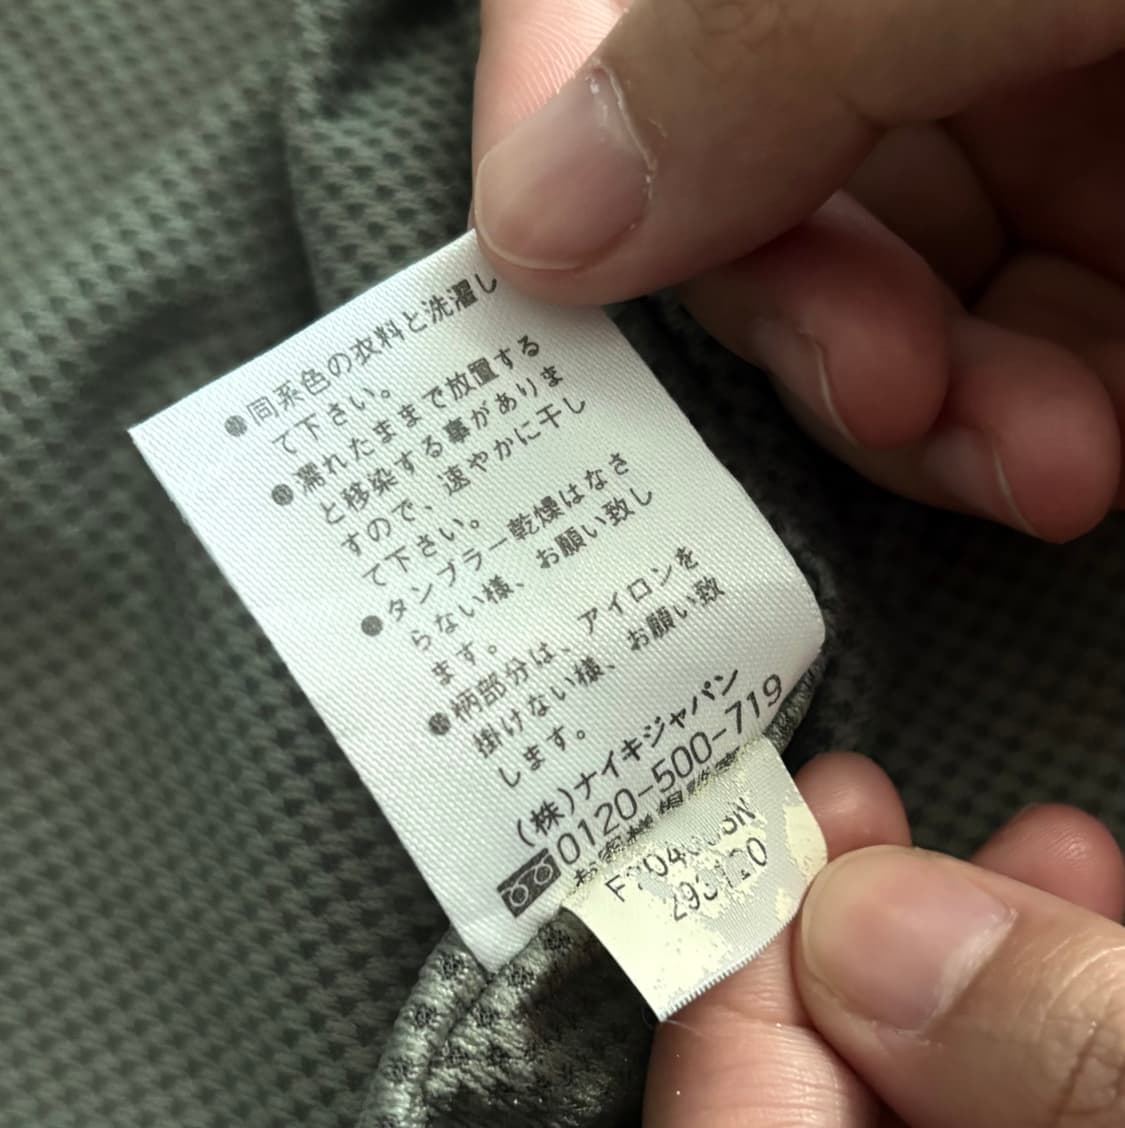 ●同系色の衣料と洗濯し
て下さい。
●濡れたままで放置する
と移染する事がありま
すので、速やかに干し
て下さい。
●タンブラー乾燥はなさ
らない様、お願い致し
ます。
●柄部分は、アイロンを
掛けない様、お願い致
します。
(株)ナイキジャパン
0120-500-719